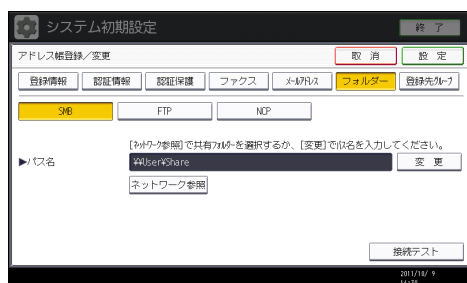 システム初期設定
終 了
アドレス帳登録／変更
取 消
設 定
登録情報
認証情報
認証保護
ファクス
ﾒｰﾙｱﾄﾞﾚｽ
フォルダー
登録先ｸﾞﾙｰﾌﾟ
SMB
FTP
NCP
[ﾈｯﾄﾜｰｸ参照]で共有ﾌｫﾙﾀﾞｰを選択するか、[変更]でﾊﾟｽ名を入力してください。
▶パス名
¥¥User¥Share
変 更
ネットワーク参照
接続テスト
2011/10/ 9